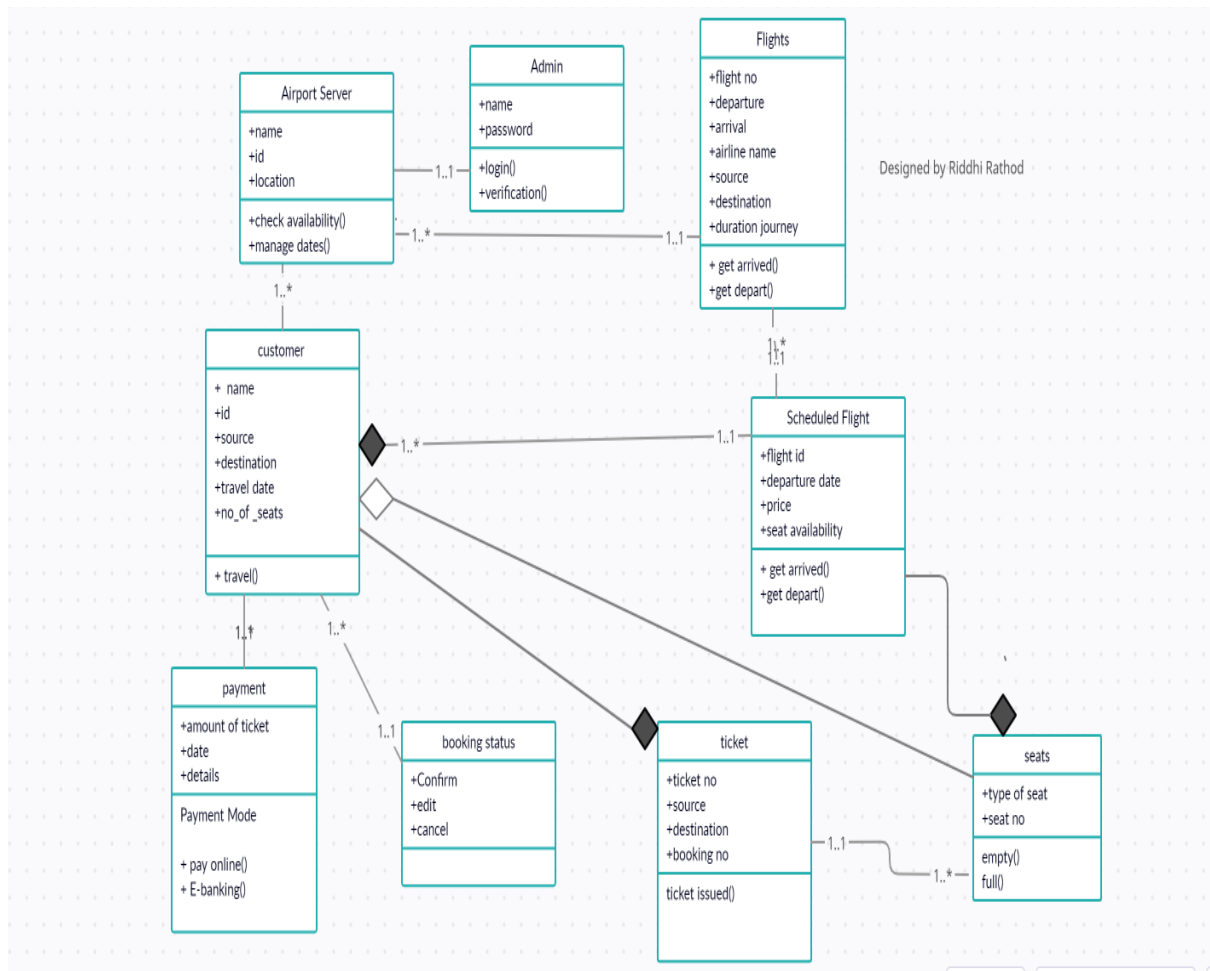 Flights
+flight no
+departure
+arrival
+airline name
+source
+destination
+duration journey
+ get arrived()
+get depart()
Admin
+name
+password
+login()
+verification()
Airport Server
+name
+id
+location
+check availability()
+manage dates()
1..1
1..*
1..1
Designed by Riddhi Rathod
1..*
1..*
1..1
customer
+ name
+id
+source
+destination
+travel date
+no_of _seats
+ travel()
1..*
1..1
Scheduled Flight
+flight id
+departure date
+price
+seat availability
+ get arrived()
+get depart()
1..*
1..1
payment
+amount of ticket
+date
+details
Payment Mode
+ pay online()
+ E-banking()
booking status
+Confirm
+edit
+cancel
ticket
+ticket no
+source
+destination
+booking no
ticket issued()
1..1
1..*
seats
+type of seat
+seat no
empty()
full()